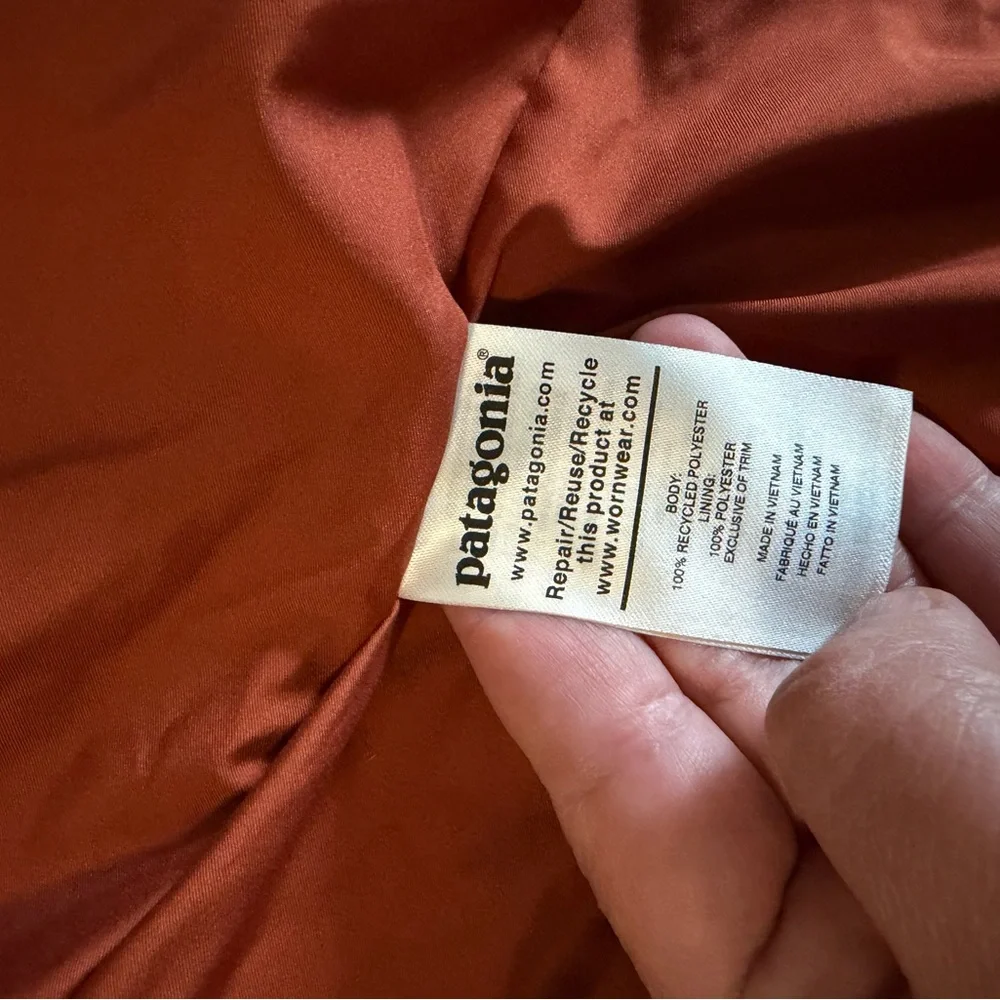 patagonia®
www.patagonia.com
Repair/Reuse/Recycle
this product at
www.wornwear.com
BODY:
100% RECYCLED POLYESTER
LINING:
100% POLYESTER
EXCLUSIVE OF TRIM
MADE IN VIETNAM
FABRIQUÉ AU VIETNAM
HECHO EN VIETNAM
FATTO IN VIETNAM